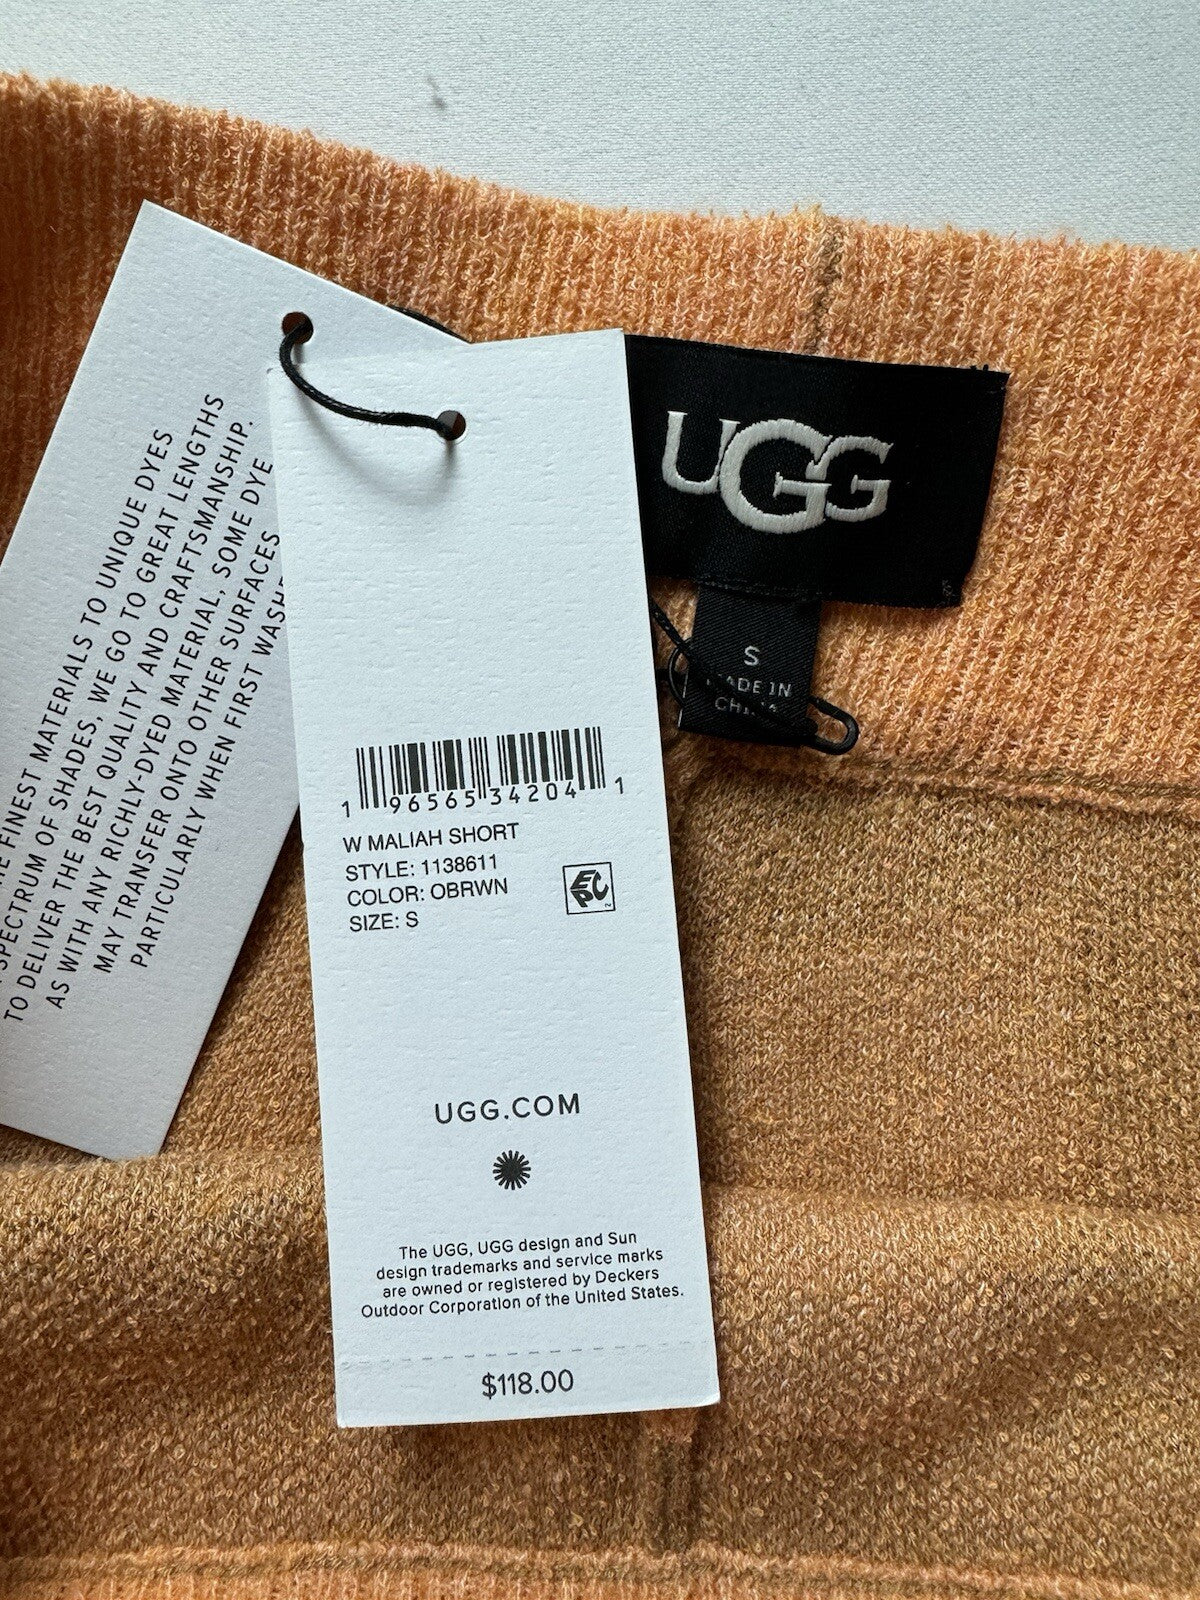 FINEST MATERIALS TO UNIQUE DYES
SPECTRUM OF SHADES, WE GO TO GREAT LENGTHS
TO DELIVER THE BEST QUALITY AND CRAFTSMANSHIP.
AS WITH ANY RICHLY-DYED MATERIAL, SOME DYE
MAY TRANSFER ONTO OTHER SURFACES
PARTICULARLY WHEN FIRST
UGG
S
MADE IN
CHINA
1 96565 34204 1
W MALIAH SHORT
STYLE: 1138611
COLOR: OBRWN
SIZE: S
EPC
UGG.COM
The UGG, UGG design and Sun
design trademarks and service marks
are owned or registered by Deckers
Outdoor Corporation of the United States.
$118.00